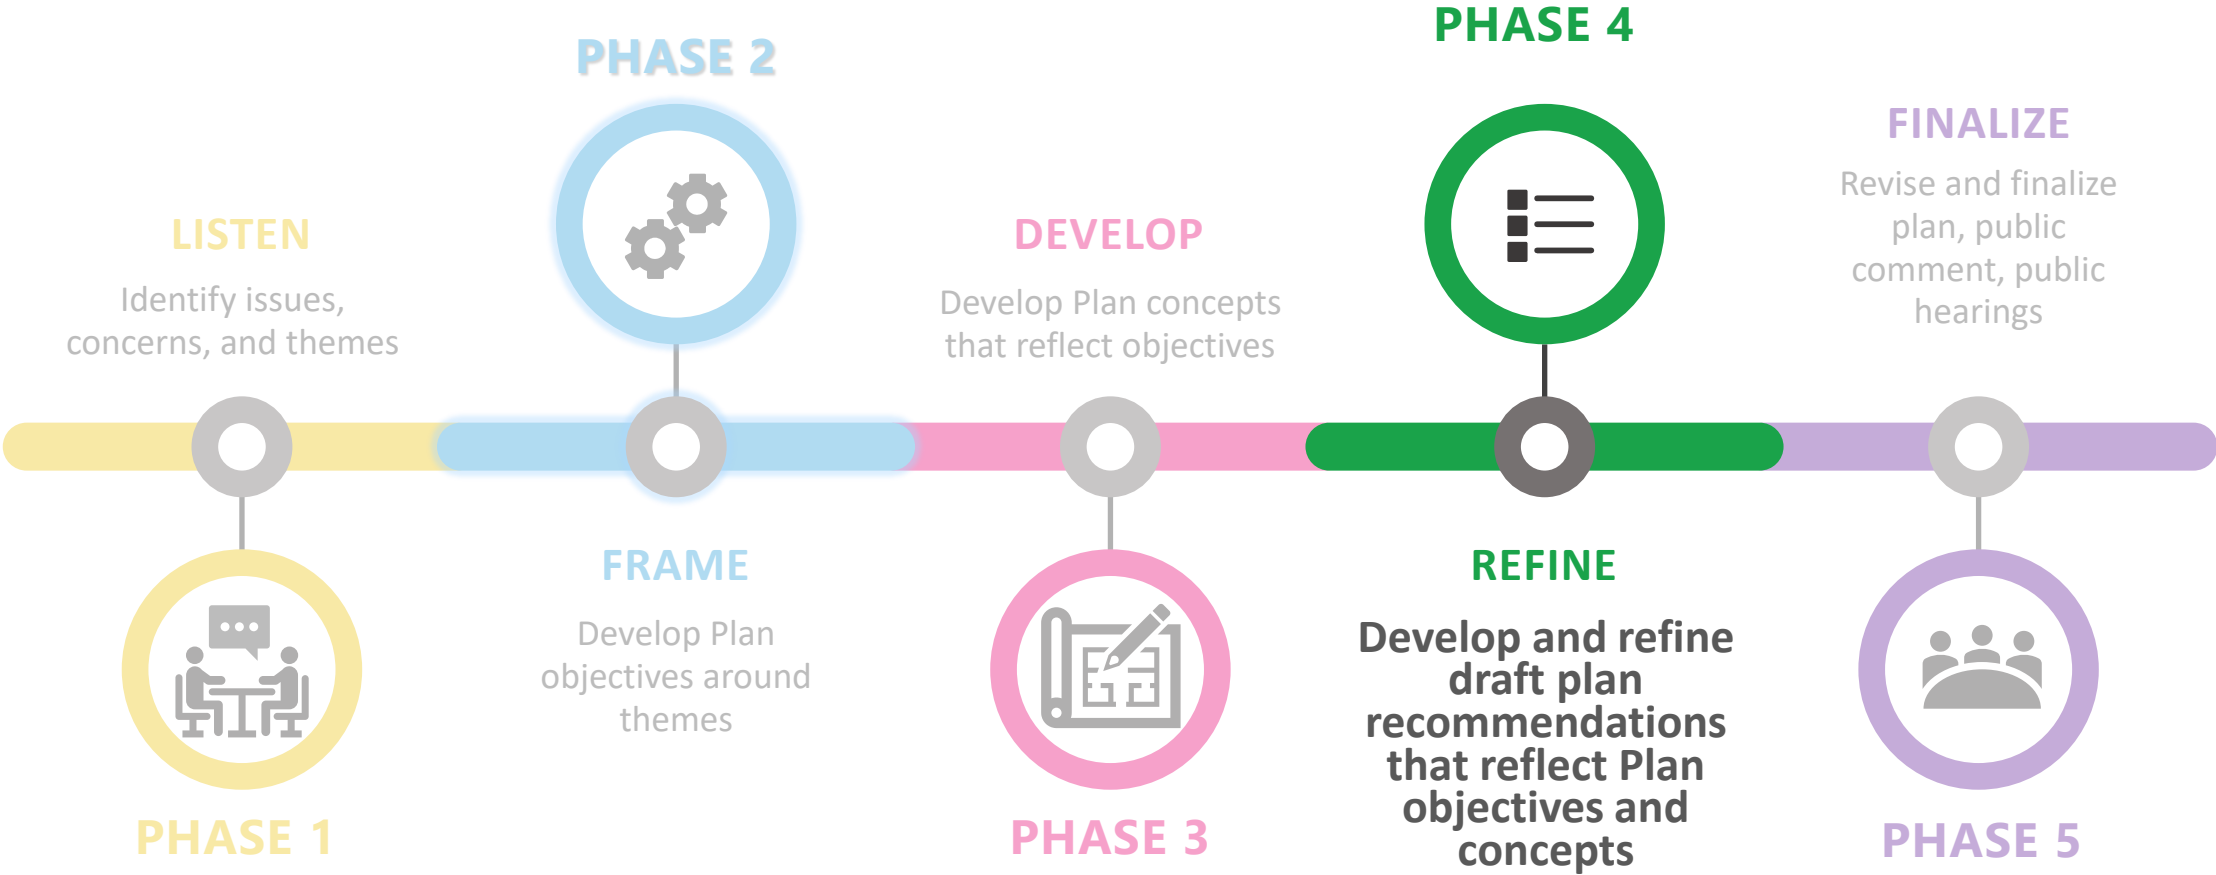 LISTEN
Identify issues,
concerns, and themes
PHASE 1
PHASE 2
FRAME
Develop Plan
objectives around
themes
DEVELOP
Develop Plan concepts
that reflect objectives
PHASE 3
PHASE 4
REFINE
Develop and refine
draft plan
recommendations
that reflect Plan
objectives and
concepts
FINALIZE
Revise and finalize
plan, public
comment, public
hearings
PHASE 5